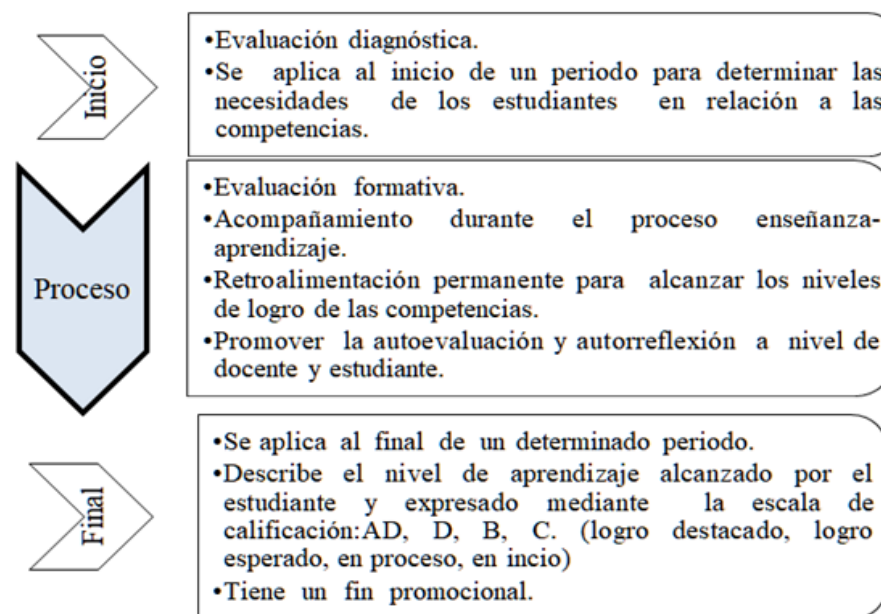 Inicio
•Evaluación diagnóstica.
•Se aplica al inicio de un periodo para determinar las
necesidades de los estudiantes en relación a las
competencias.
Proceso
•Evaluación formativa.
•Acompañamiento durante el proceso enseñanza-
aprendizaje.
•Retroalimentación permanente para alcanzar los niveles
de logro de las competencias.
•Promover la autoevaluación y autorreflexión a nivel de
docente y estudiante.
Final
•Se aplica al final de un determinado periodo.
•Describe el nivel de aprendizaje alcanzado por el
estudiante y expresado mediante la escala de
calificación:AD, D, B, C. (logro destacado, logro
esperado, en proceso, en incio)
•Tiene un fin promocional.